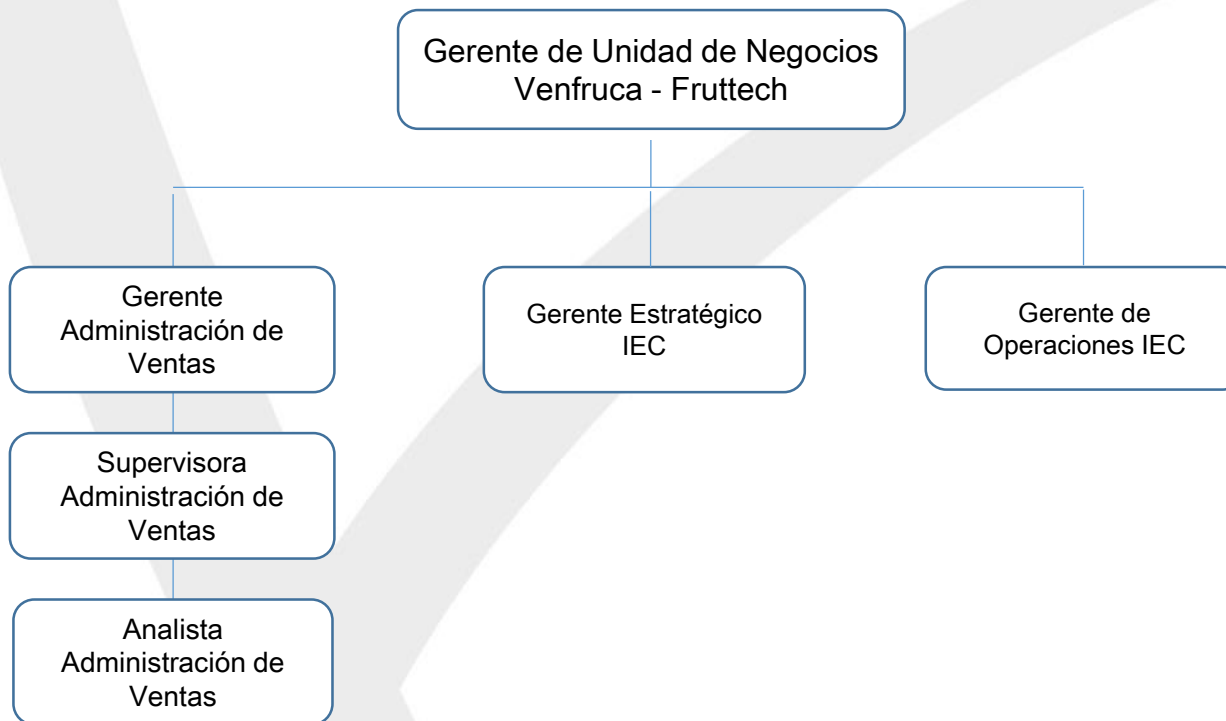 Gerente de Unidad de Negocios
Venfruca - Fruttech
Gerente
Administración de
Ventas
Gerente Estratégico
IEC
Gerente de
Operaciones IEC
Supervisora
Administración de
Ventas
Analista
Administración de
Ventas